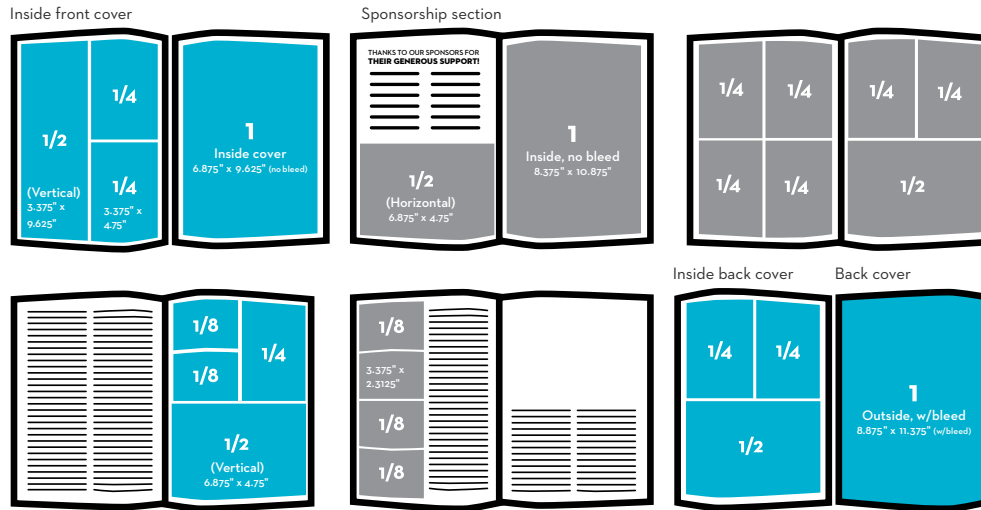 Inside front cover
1/2
(Vertical)
3.375" x
9.625"
1/4
1/4
3.375" x
4.75"
1
Inside cover
6.875" x 9.625" (no bleed)
Sponsorship section
THANKS TO OUR SPONSORS FOR
THEIR GENEROUS SUPPORT!
1/2
(Horizontal)
6.875" x 4.75"
1
Inside, no bleed
8.375" x 10.875"
1/4
1/4
1/4
1/4
1/4
1/4
1/2
1/8
1/8
1/4
1/2
(Vertical)
6.875" x 4.75"
1/8
3.375" x
2.3125"
1/8
1/8
Inside back cover
1/4
1/4
1/2
Back cover
1
Outside, w/bleed
8.875" x 11.375" (w/bleed)